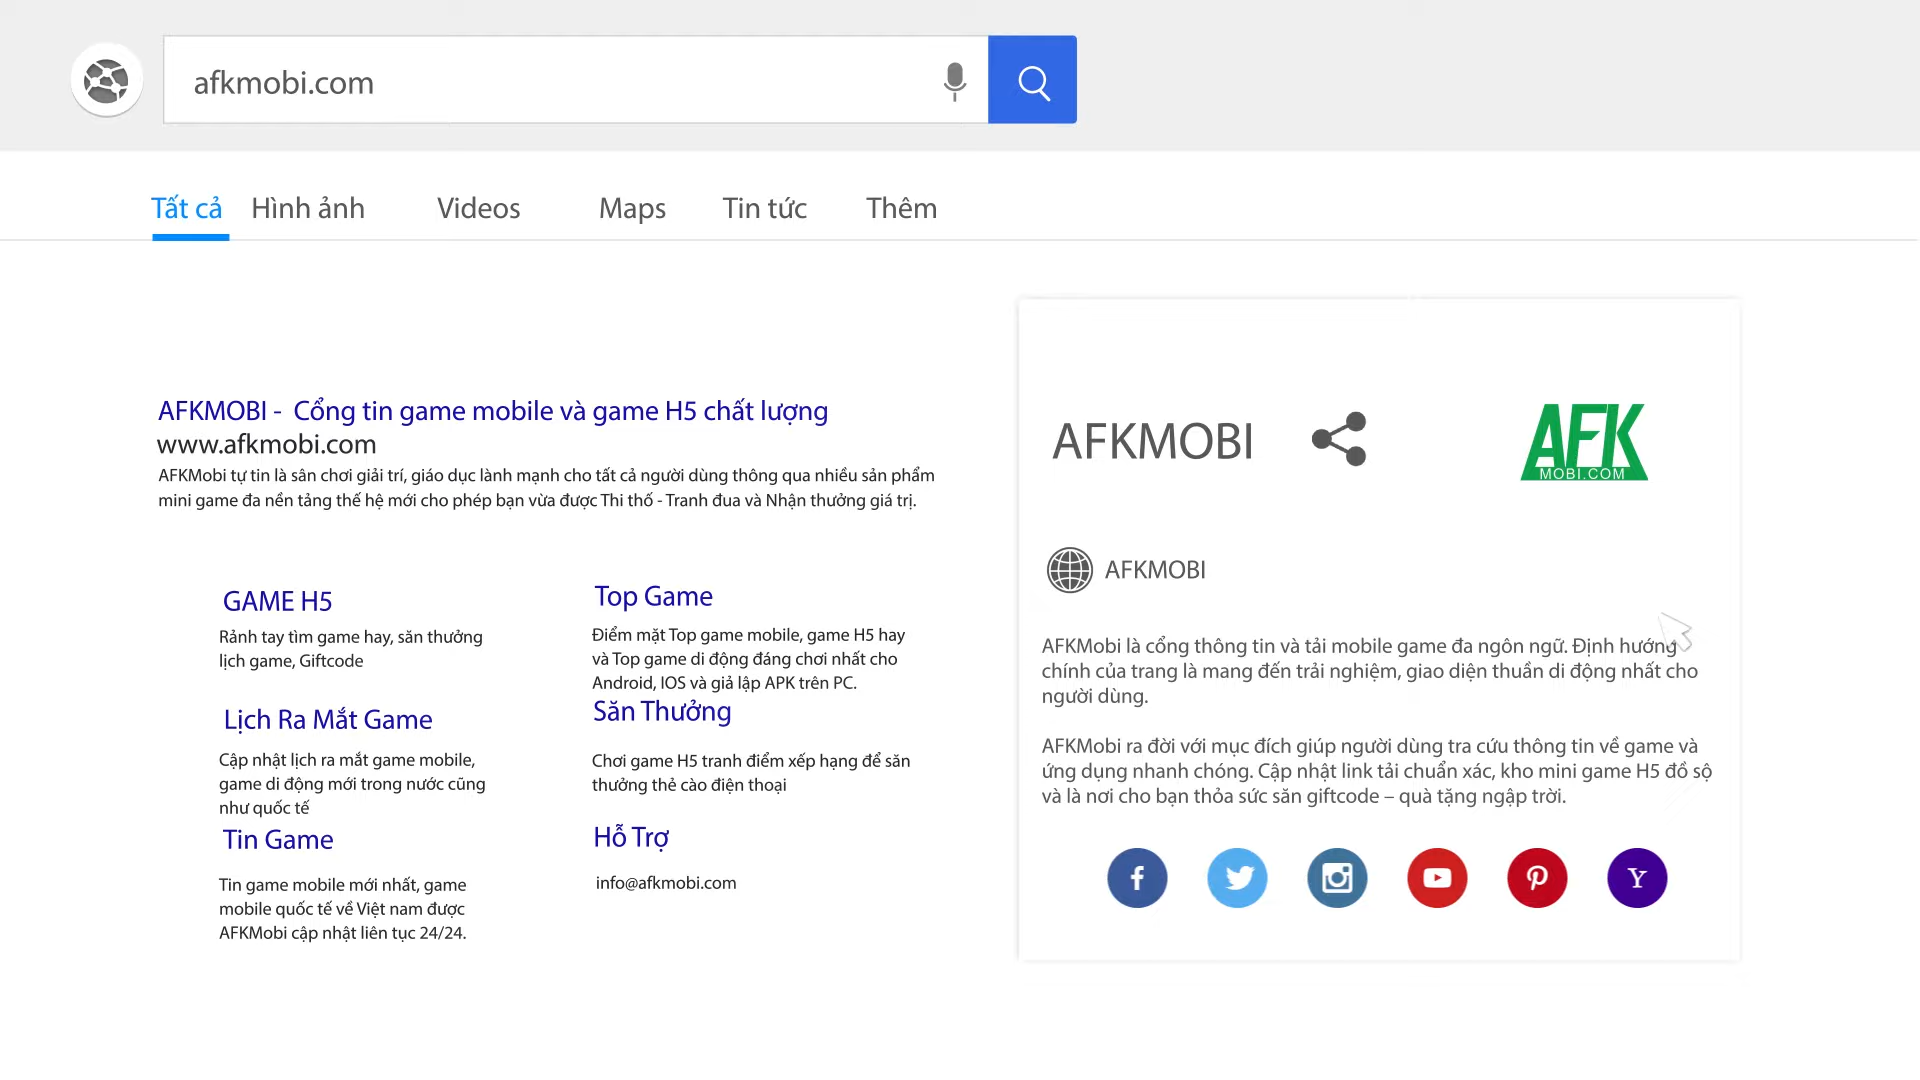 afkmobi.com
Tất cả Hình ảnh Videos Maps Tin tức Thêm
AFKMOBI - Cổng tin game mobile và game H5 chất lượng
www.afkmobi.com
AFKMobi tự tin là sân chơi giải trí, giáo dục lành mạnh cho tất cả người dùng thông qua nhiều sản phẩm
mini game đa nền tảng thế hệ mới cho phép bạn vừa được Thi thố - Tranh đua và Nhận thưởng giá trị.
GAME H5
Rảnh tay tìm game hay, săn thưởng
lịch game, Giftcode
Lịch Ra Mắt Game
Cập nhật lịch ra mắt game mobile,
game di động mới trong nước cũng
như quốc tế
Tin Game
Tin game mobile mới nhất, game
mobile quốc tế về Việt nam được
AFKMobi cập nhật liên tục 24/24.
Top Game
Điểm mặt Top game mobile, game H5 hay
và Top game di động đáng chơi nhất cho
Android, IOS và giả lập APK trên PC.
Săn Thưởng
Chơi game H5 tranh điểm xếp hạng để săn
thưởng thẻ cào điện thoại
Hỗ Trợ
info@afkmobi.com
AFKMOBI
AFK
MOBI.COM
AFKMOBI
AFKMobi là cổng thông tin và tải mobile game đa ngôn ngữ. Định hướng
chính của trang là mang đến trải nghiệm, giao diện thuần di động nhất cho
người dùng.
AFKMobi ra đời với mục đích giúp người dùng tra cứu thông tin về game và
ứng dụng nhanh chóng. Cập nhật link tải chuẩn xác, kho mini game H5 đồ sộ
và là nơi cho bạn thỏa sức săn giftcode – quà tặng ngập trời.